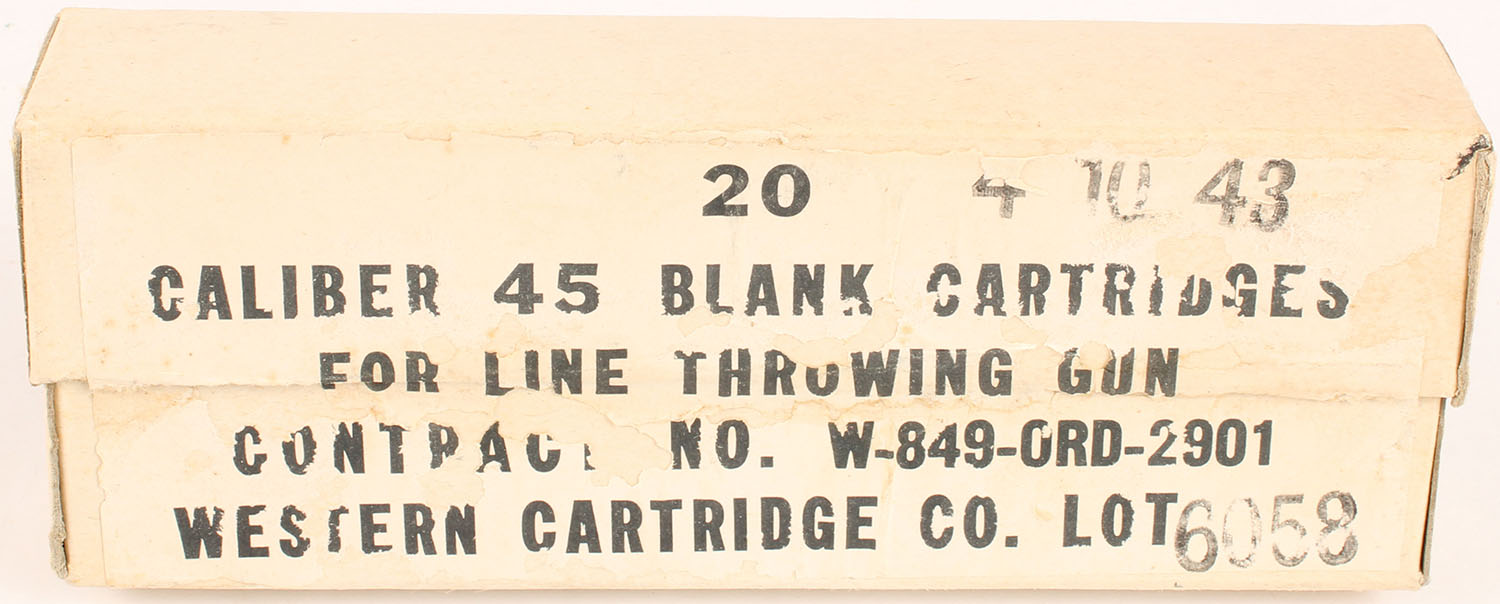 20 4 10 43
CALIBER 45 BLANK CARTRIDGES
FOR LINE THROWING GUN
CONTRACT NO. W-849-ORD-2901
WESTERN CARTRIDGE CO. LOT 6058